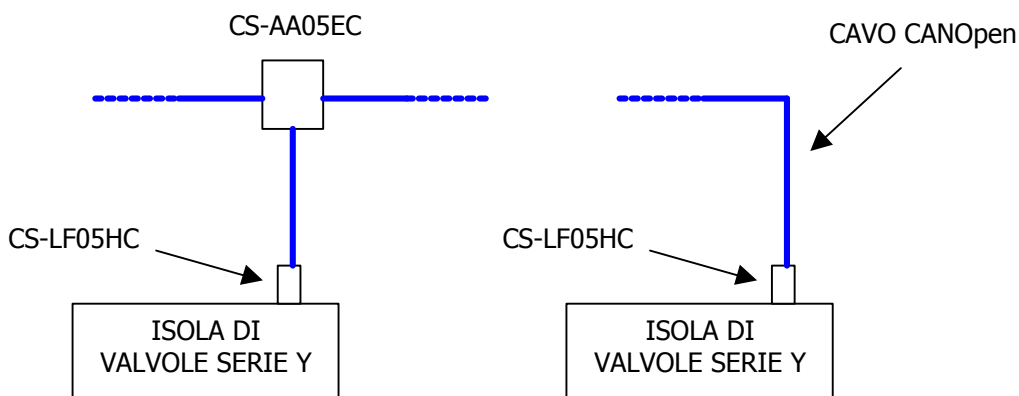 CS-AA05EC
CAVO CANOpen
CS-LF05HC
CS-LF05HC
ISOLA DI
VALVOLE SERIE Y
ISOLA DI
VALVOLE SERIE Y